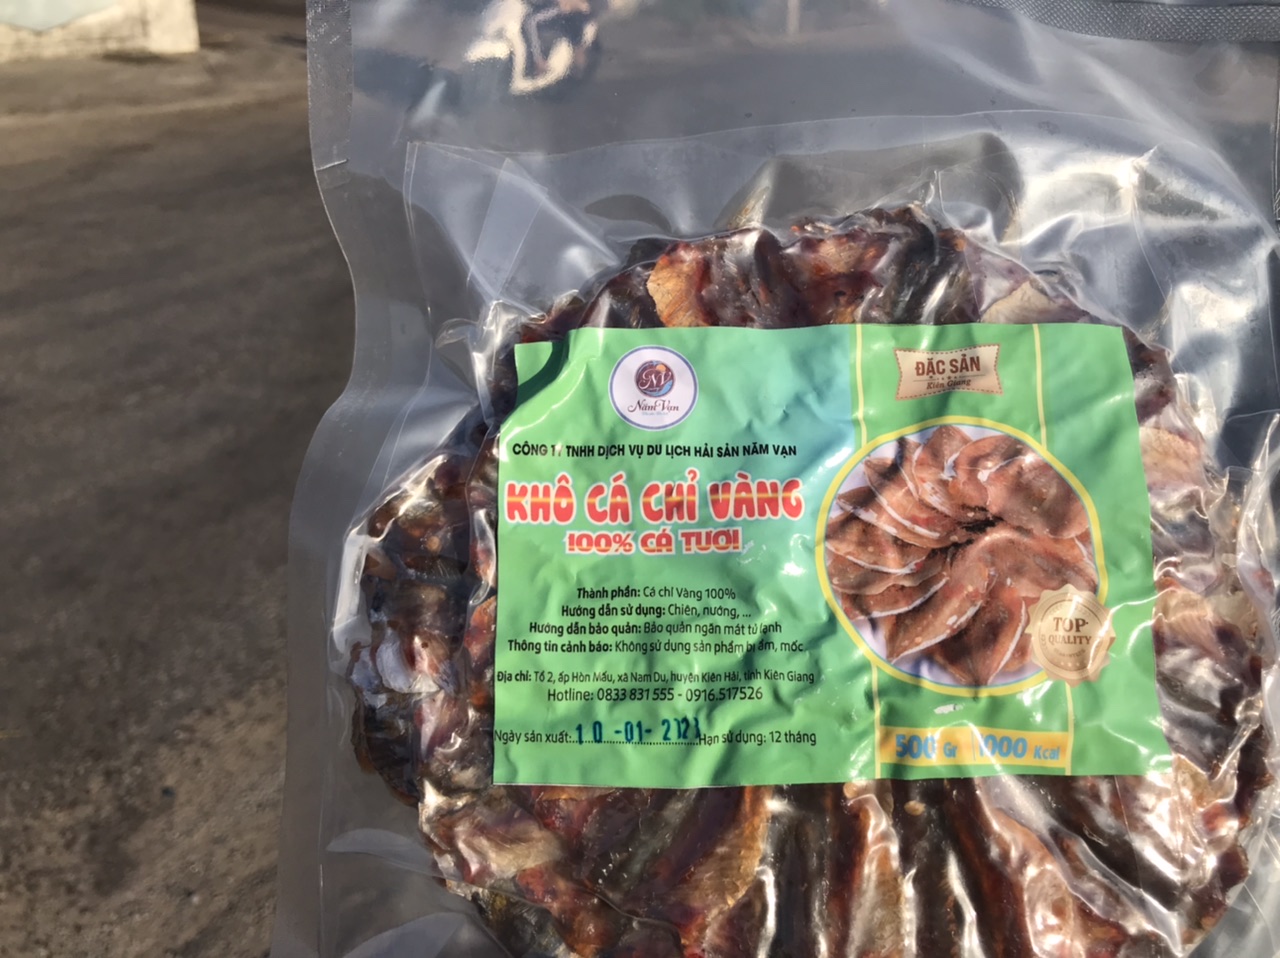 NV
Năm Vạn
CÔNG TY TNHH DỊCH VỤ DU LỊCH HẢI SẢN NĂM VẠN
KHÔ CÁ CHỈ VÀNG
100% CÁ TƯƠI
Thành phần: Cá chỉ Vàng 100%
Hướng dẫn sử dụng: Chiên, nướng, ...
Hướng dẫn bảo quản: Bảo quản ngăn mát tủ lạnh
Thông tin cảnh báo: Không sử dụng sản phẩm bị ẩm, mốc.
Địa chỉ: Tổ 2, ấp Hòn Mấu, xã Nam Du, huyện Kiên Hải, tỉnh Kiên Giang
Hotline: 0833 831 555 - 0916.517526
Ngày sản xuất: 10 -01- Hạn sử dụng: 12 tháng
ĐẶC SẢN
Kiên Giang
TOP
QUALITY
500 Gr 1000 Kcal